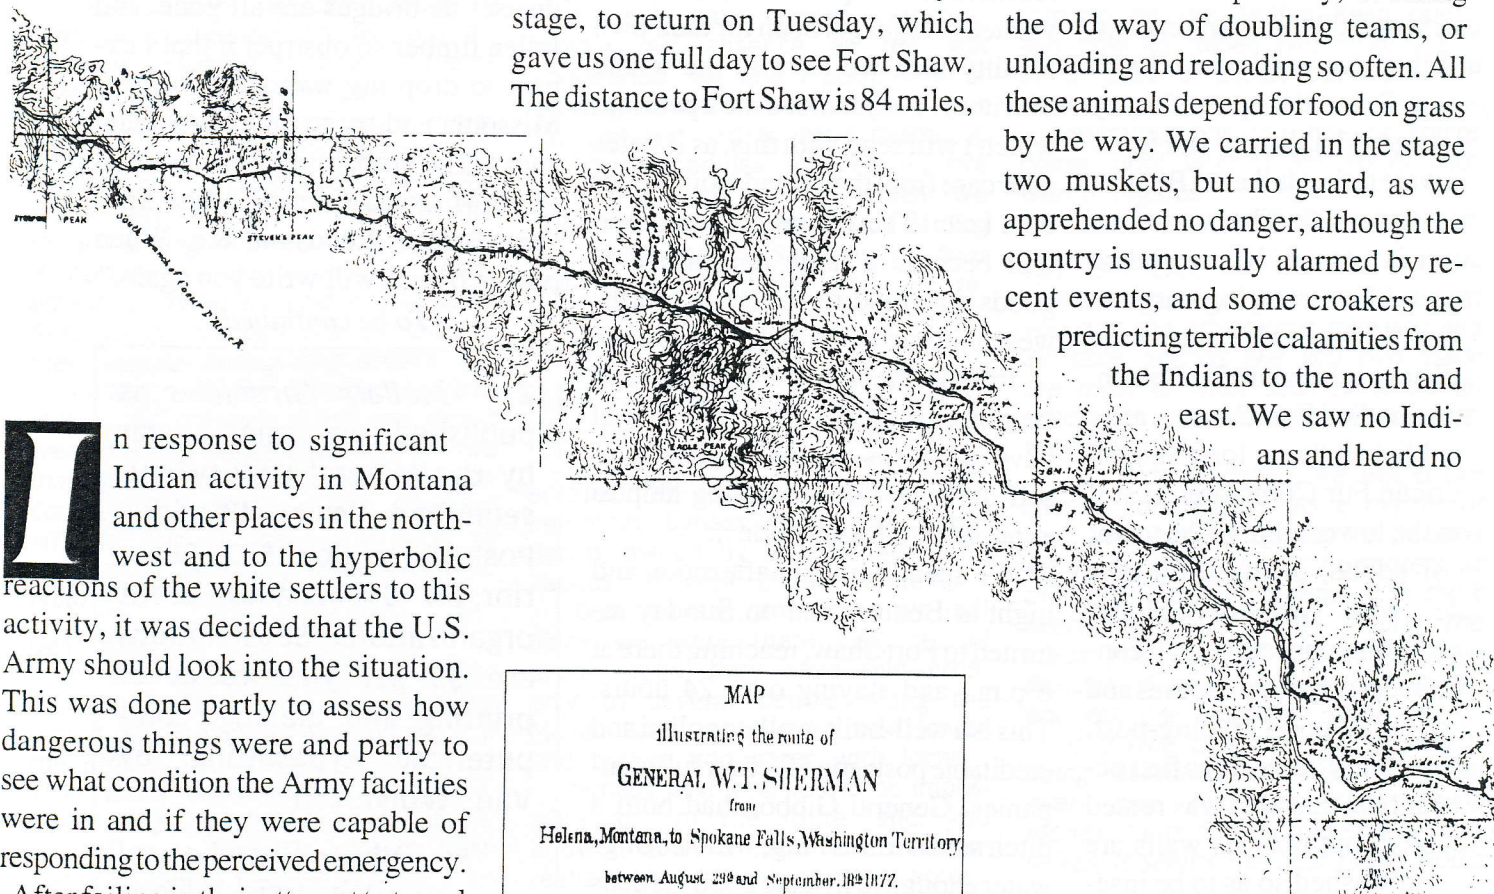 In response to significant
Indian activity in Montana
and other places in the north-
west and to the hyperbolic
reactions of the white settlers to this
activity, it was decided that the U.S.
Army should look into the situation.
This was done partly to assess how
dangerous things were and partly to
see what condition the Army facilities
were in and if they were capable of
responding to the perceived emergency.
stage, to return on Tuesday, which
gave us one full day to see Fort Shaw.
The distance to Fort Shaw is 84 miles,
the old way of doubling teams, or
unloading and reloading so often. All
these animals depend for food on grass
by the way. We carried in the stage
two muskets, but no guard, as we
apprehended no danger, although the
country is unusually alarmed by re-
cent events, and some croakers are
predicting terrible calamities from
the Indians to the north and
east. We saw no Indi-
ans and heard no
PEAK
STEVEN'S PEAK
EAGLE PEAK
MAP
illustrating the route of
GENERAL W.T. SHERMAN
from
Helena, Montana, to Spokane Falls, Washington Territory
between August 29th and September 18th 1877.